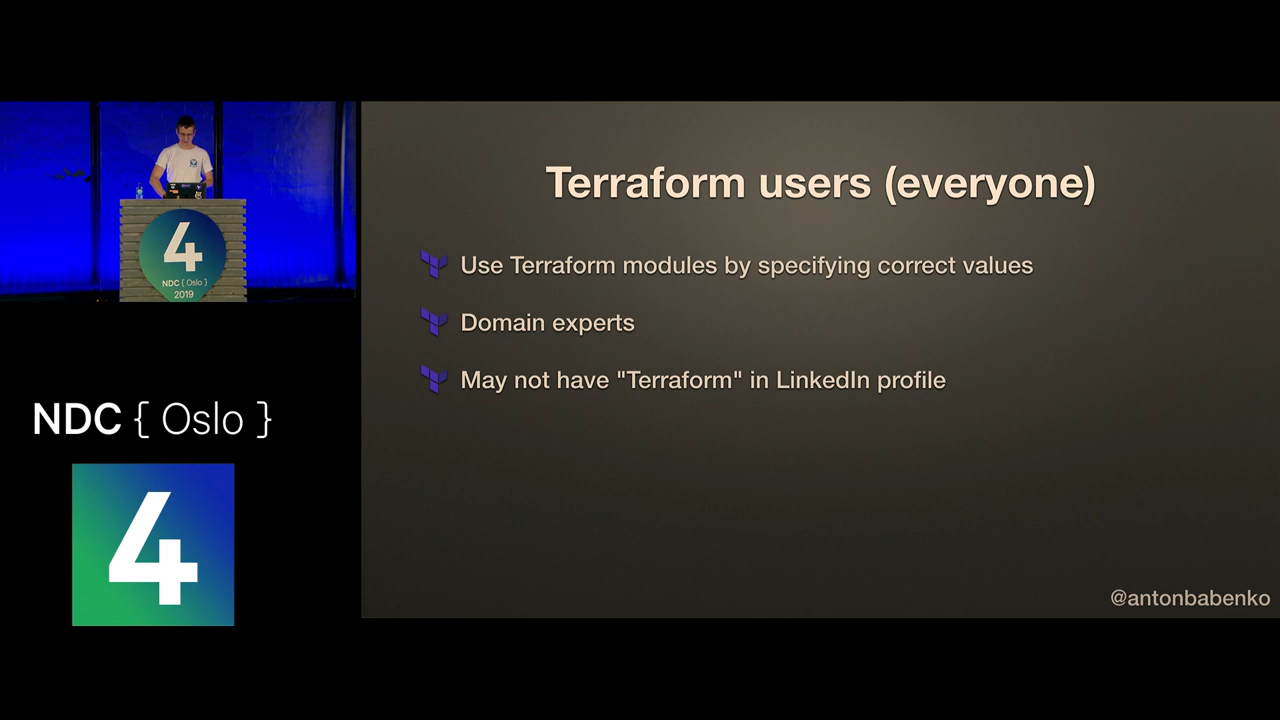 4
NDC { Oslo }
2019
NDC { Oslo }
4
Terraform users (everyone)
Use Terraform modules by specifying correct values
Domain experts
May not have "Terraform" in LinkedIn profile
@antonbabenko